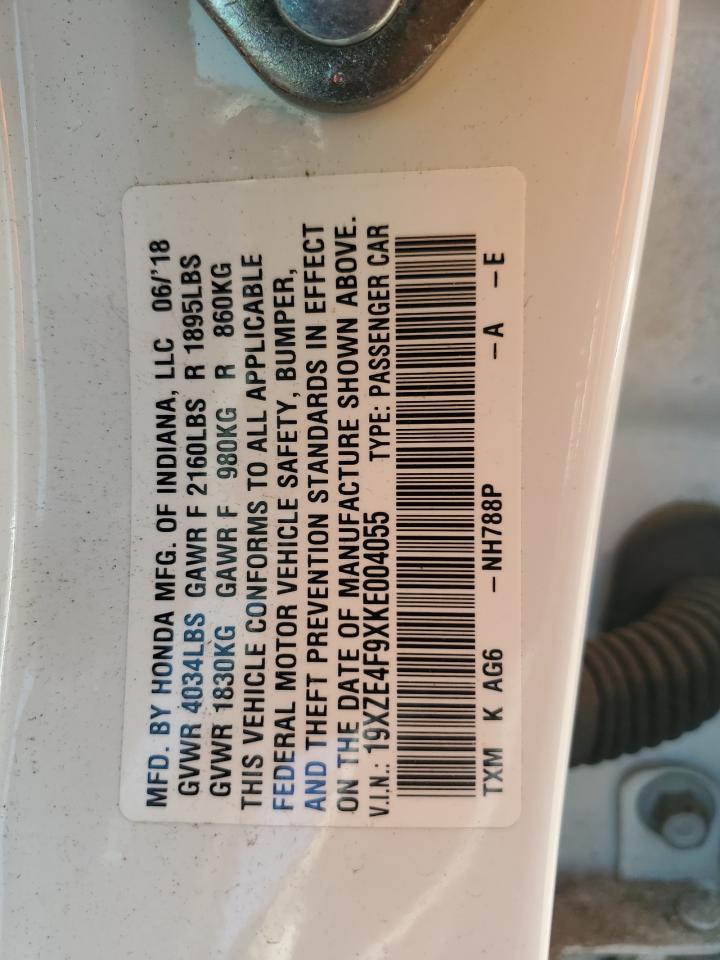 MFD. BY HONDA MFG. OF INDIANA, LLC 06/'18
GVWR 4034LBS GAWR F 2160LBS R 1895LBS
GVWR 1830KG GAWR F 980KG R 860KG
THIS VEHICLE CONFORMS TO ALL APPLICABLE
FEDERAL MOTOR VEHICLE SAFETY, BUMPER,
AND THEFT PREVENTION STANDARDS IN EFFECT
ON THE DATE OF MANUFACTURE SHOWN ABOVE.
V.I.N.: 19XZE4F9XKE004055 TYPE: PASSENGER CAR
TXM K AG6 –NH788P –A –E